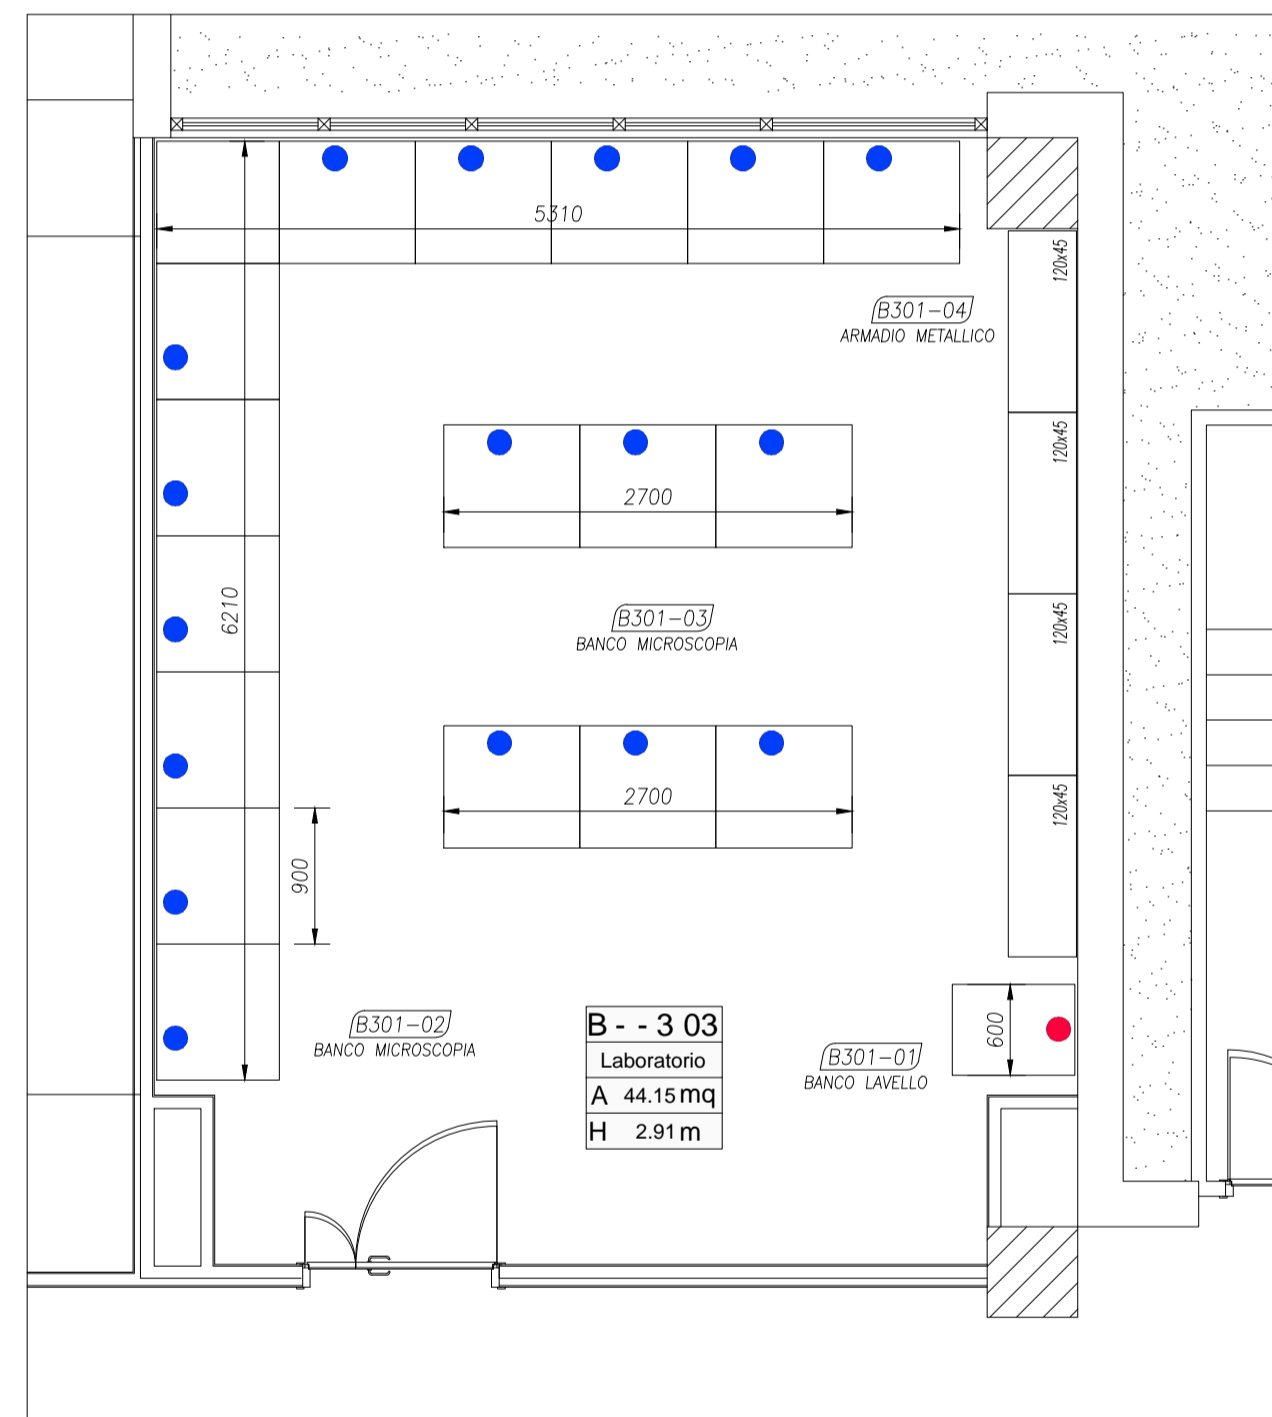 5310
120x45
B301-04
ARMADIO METALLICO
120x45
2700
6210
B301-03
BANCO MICROSCOPIA
120x45
2700
120x45
900
B301-02
BANCO MICROSCOPIA
B - - 3 03
Laboratorio
A 44.15 mq
H 2.91 m
600
B301-01
BANCO LAVELLO